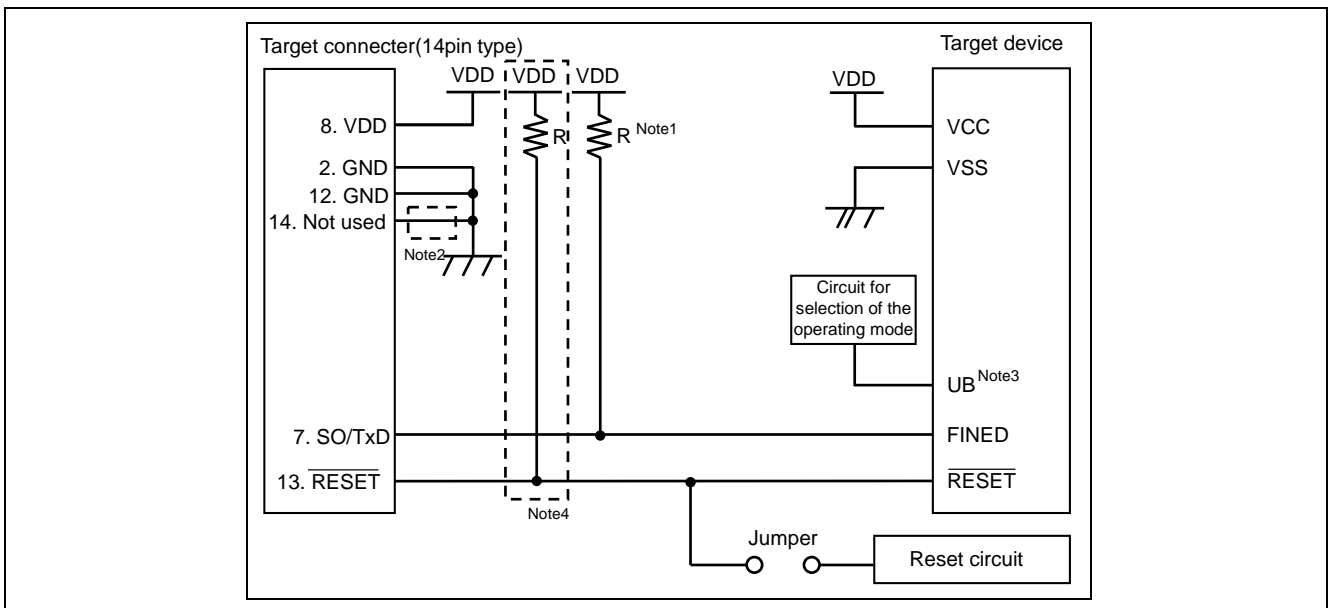 Target connecter(14pin type)
Target device
VDD
VDD
VDD
VDD
8. VDD
R
R Note1
VCC
2. GND
VSS
12. GND
14. Not used
Note2
Circuit for
selection of the
operating mode
UB Note3
7. SO/TxD
FINED
13. RESET
RESET
Note4
Jumper
Reset circuit